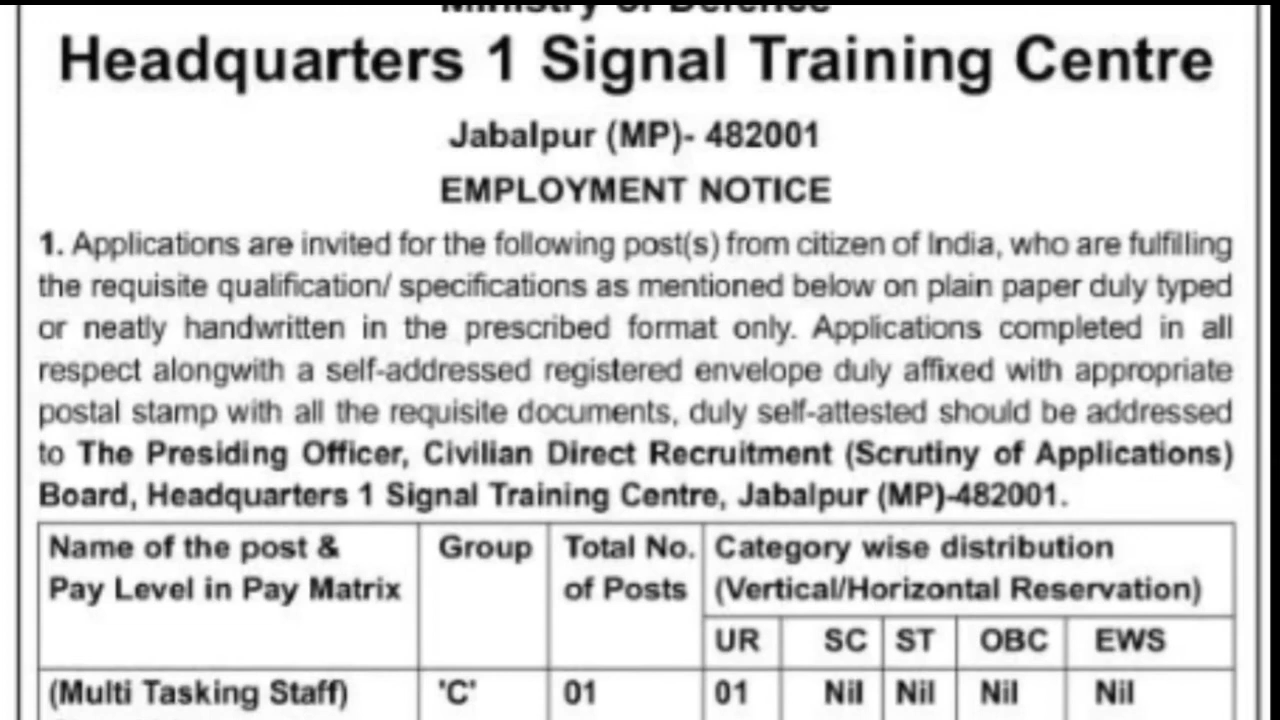 Ministry of Defence
Headquarters 1 Signal Training Centre
Jabalpur (MP)- 482001
EMPLOYMENT NOTICE
1. Applications are invited for the following post(s) from citizen of India, who are fulfilling
the requisite qualification/ specifications as mentioned below on plain paper duly typed
or neatly handwritten in the prescribed format only. Applications completed in all
respect alongwith a self-addressed registered envelope duly affixed with appropriate
postal stamp with all the requisite documents, duly self-attested should be addressed
to The Presiding Officer, Civilian Direct Recruitment (Scrutiny of Applications)
Board, Headquarters 1 Signal Training Centre, Jabalpur (MP)-482001.
Name of the post & Group Total No. Category wise distribution
Pay Level in Pay Matrix of Posts (Vertical/Horizontal Reservation)
UR SC ST OBC EWS
(Multi Tasking Staff) 'C' 01 01 Nil Nil Nil Nil